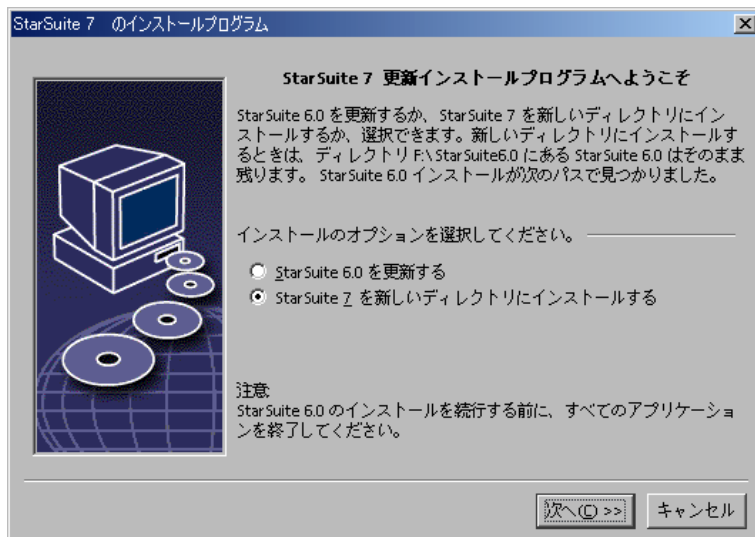 StarSuite 7 のインストールプログラム
StarSuite 7 更新インストールプログラムへようこそ
StarSuite 6.0 を更新するか、StarSuite 7 を新しいディレクトリにイン
ストールするか、選択できます。新しいディレクトリにインストールす
るときは、ディレクトリ F:\StarSuite6.0 にある StarSuite 6.0 はそのまま
残ります。 StarSuite 6.0 インストールが次のパスで見つかりました。
インストールのオプションを選択してください。
StarSuite 6.0 を更新する
StarSuite 7 を新しいディレクトリにインストールする
注意:
StarSuite 6.0 のインストールを続行する前に、すべてのアプリケーショ
ンを終了してください。
次へ(C) >> キャンセル